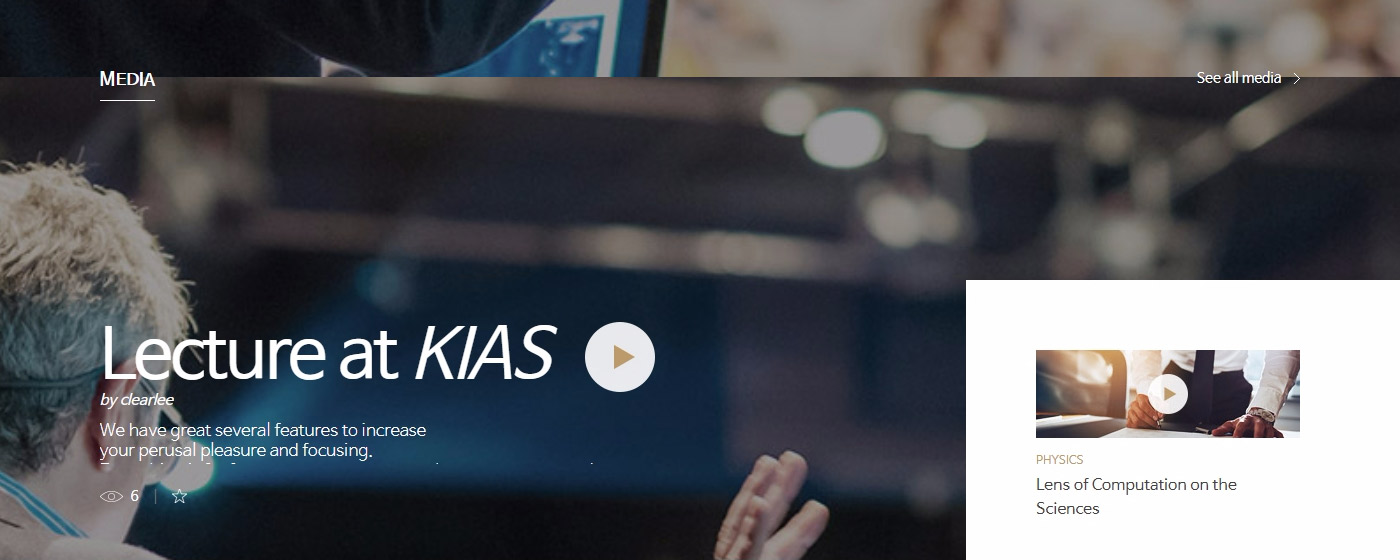 MEDIA
See all media
Lecture at KIAS
by clearlee
We have great several features to increase
your perusal pleasure and focusing.
6
PHYSICS
Lens of Computation on the
Sciences